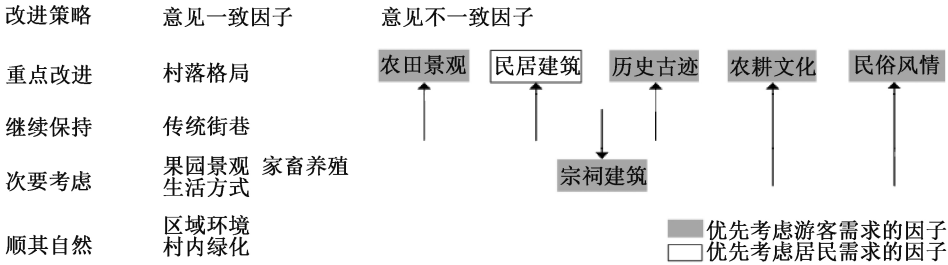 改进策略 意见一致因子 意见不一致因子
重点改进 村落格局 农田景观 民居建筑 历史古迹 农耕文化 民俗风情
继续保持 传统街巷
次要考虑 果园景观 家畜养殖
生活方式 宗祠建筑
顺其自然 区域环境
村内绿化
优先考虑游客需求的因子
优先考虑居民需求的因子